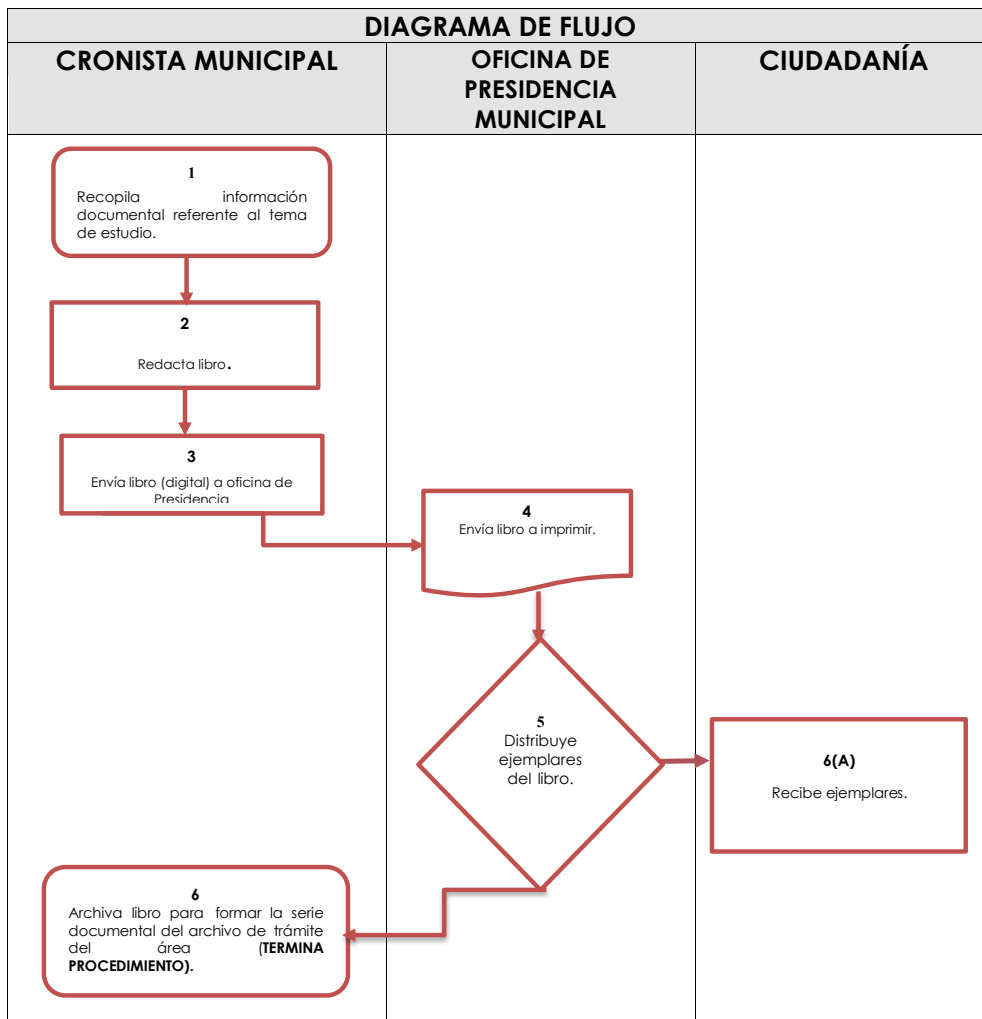 DIAGRAMA DE FLUJO
CRONISTA MUNICIPAL
OFICINA DE
PRESIDENCIA
MUNICIPAL
CIUDADANÍA
1
Recopila información
documental referente al tema
de estudio.
2
Redacta libro.
3
Envía libro (digital) a oficina de
Presidencia
4
Envía libro a imprimir.
5
Distribuye
ejemplares
del libro.
6(A)
Recibe ejemplares.
6
Archiva libro para formar la serie
documental del archivo de trámite
del área (TERMINA
PROCEDIMIENTO).